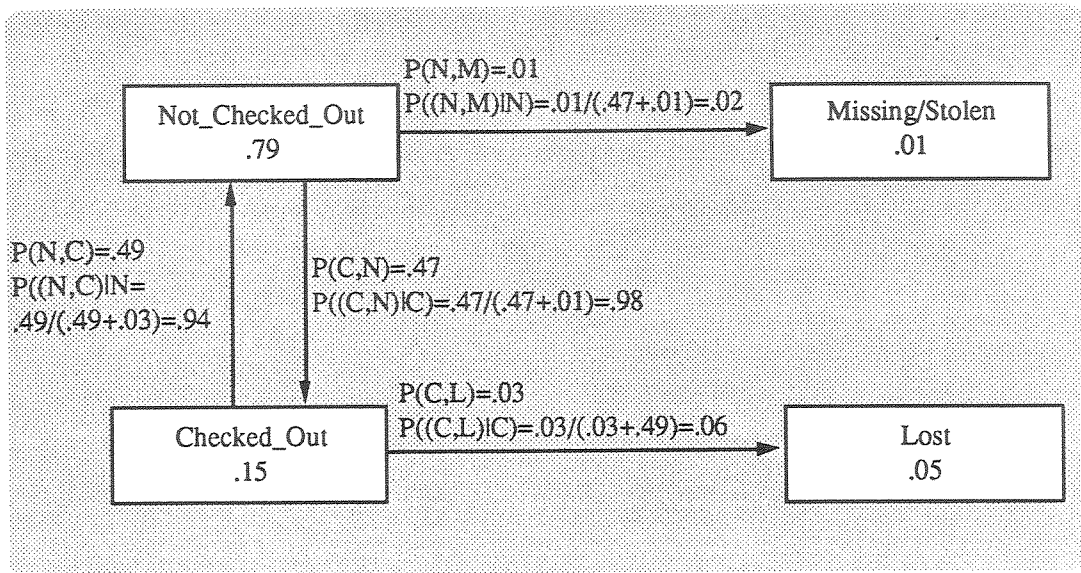 P(N,M)=.01
P((N,M)|N)=.01/(.47+.01)=.02
Not_Checked_Out
.79
Missing/Stolen
.01
P(N,C)=.49
P((N,C)|N=
.49/(.49+.03)=.94
P(C,N)=.47
P((C,N)|C)=.47/(.47+.01)=.98
P(C,L)=.03
P((C,L)|C)=.03/(.03+.49)=.06
Checked_Out
.15
Lost
.05